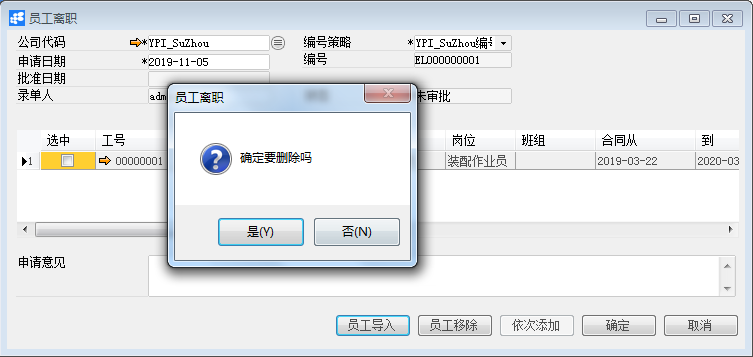 员工离职
公司代码 *YPI_SuZhou 编号策略 *YPI_SuZhou编号
申请日期 *2019-11-05 编号 EL000000001
批准日期
录单人 adm 未审批
员工离职
确定要删除吗
是(Y) 否(N)
选中 工号 岗位 班组 合同从 到
1 00000001 装配作业员 2019-03-22 2020-03
申请意见
员工导入 员工移除 依次添加 确定 取消